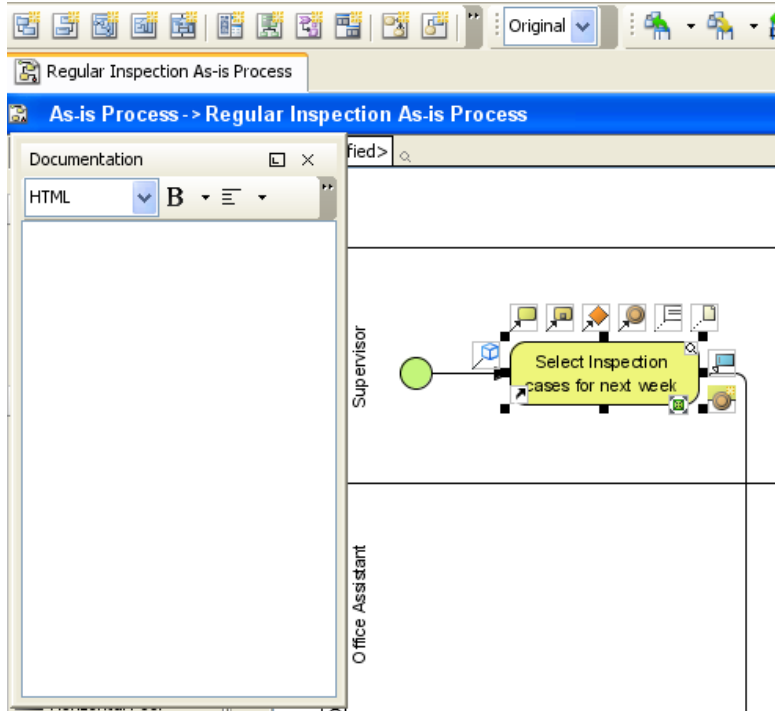 Original
Regular Inspection As-is Process
As-is Process->Regular Inspection As-is Process
Documentation
fied>
HTML
B
Supervisor
Select Inspection
cases for next week
Office Assistant